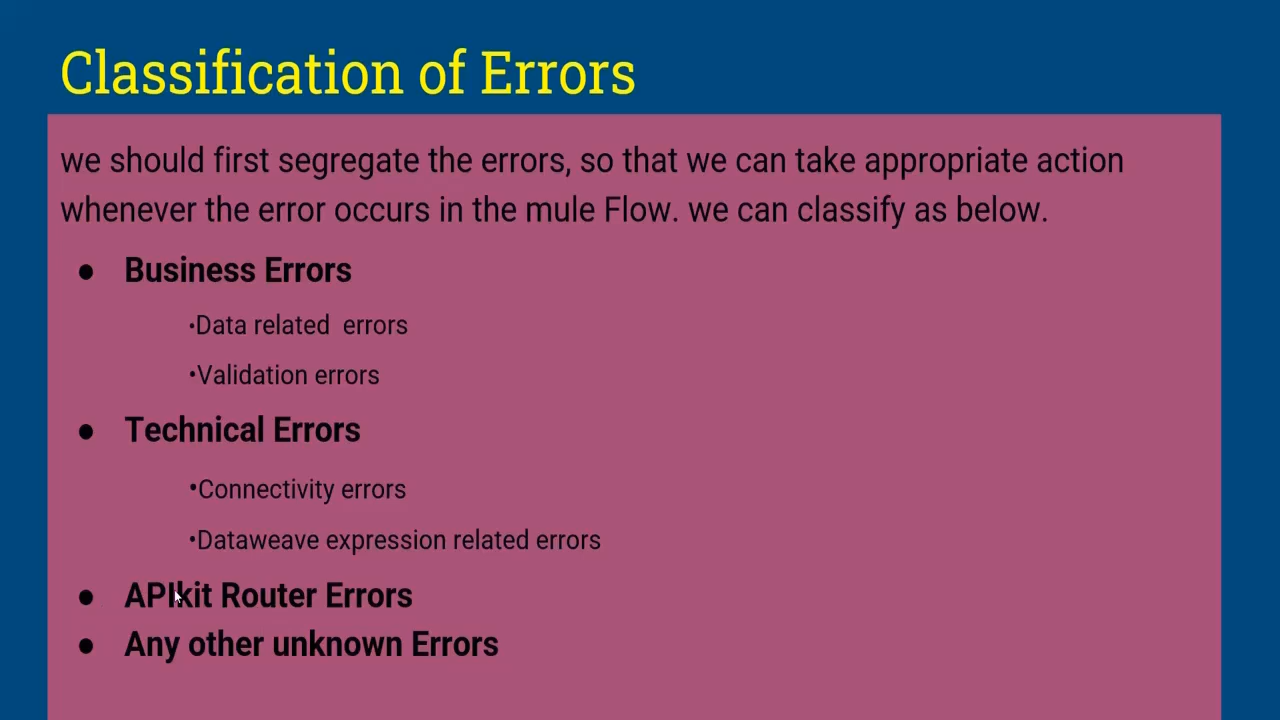 Classification of Errors
we should first segregate the errors, so that we can take appropriate action
whenever the error occurs in the mule Flow. we can classify as below.
● Business Errors
•Data related  errors
•Validation errors
● Technical Errors
•Connectivity errors
•Dataweave expression related errors
● APIkit Router Errors
● Any other unknown Errors